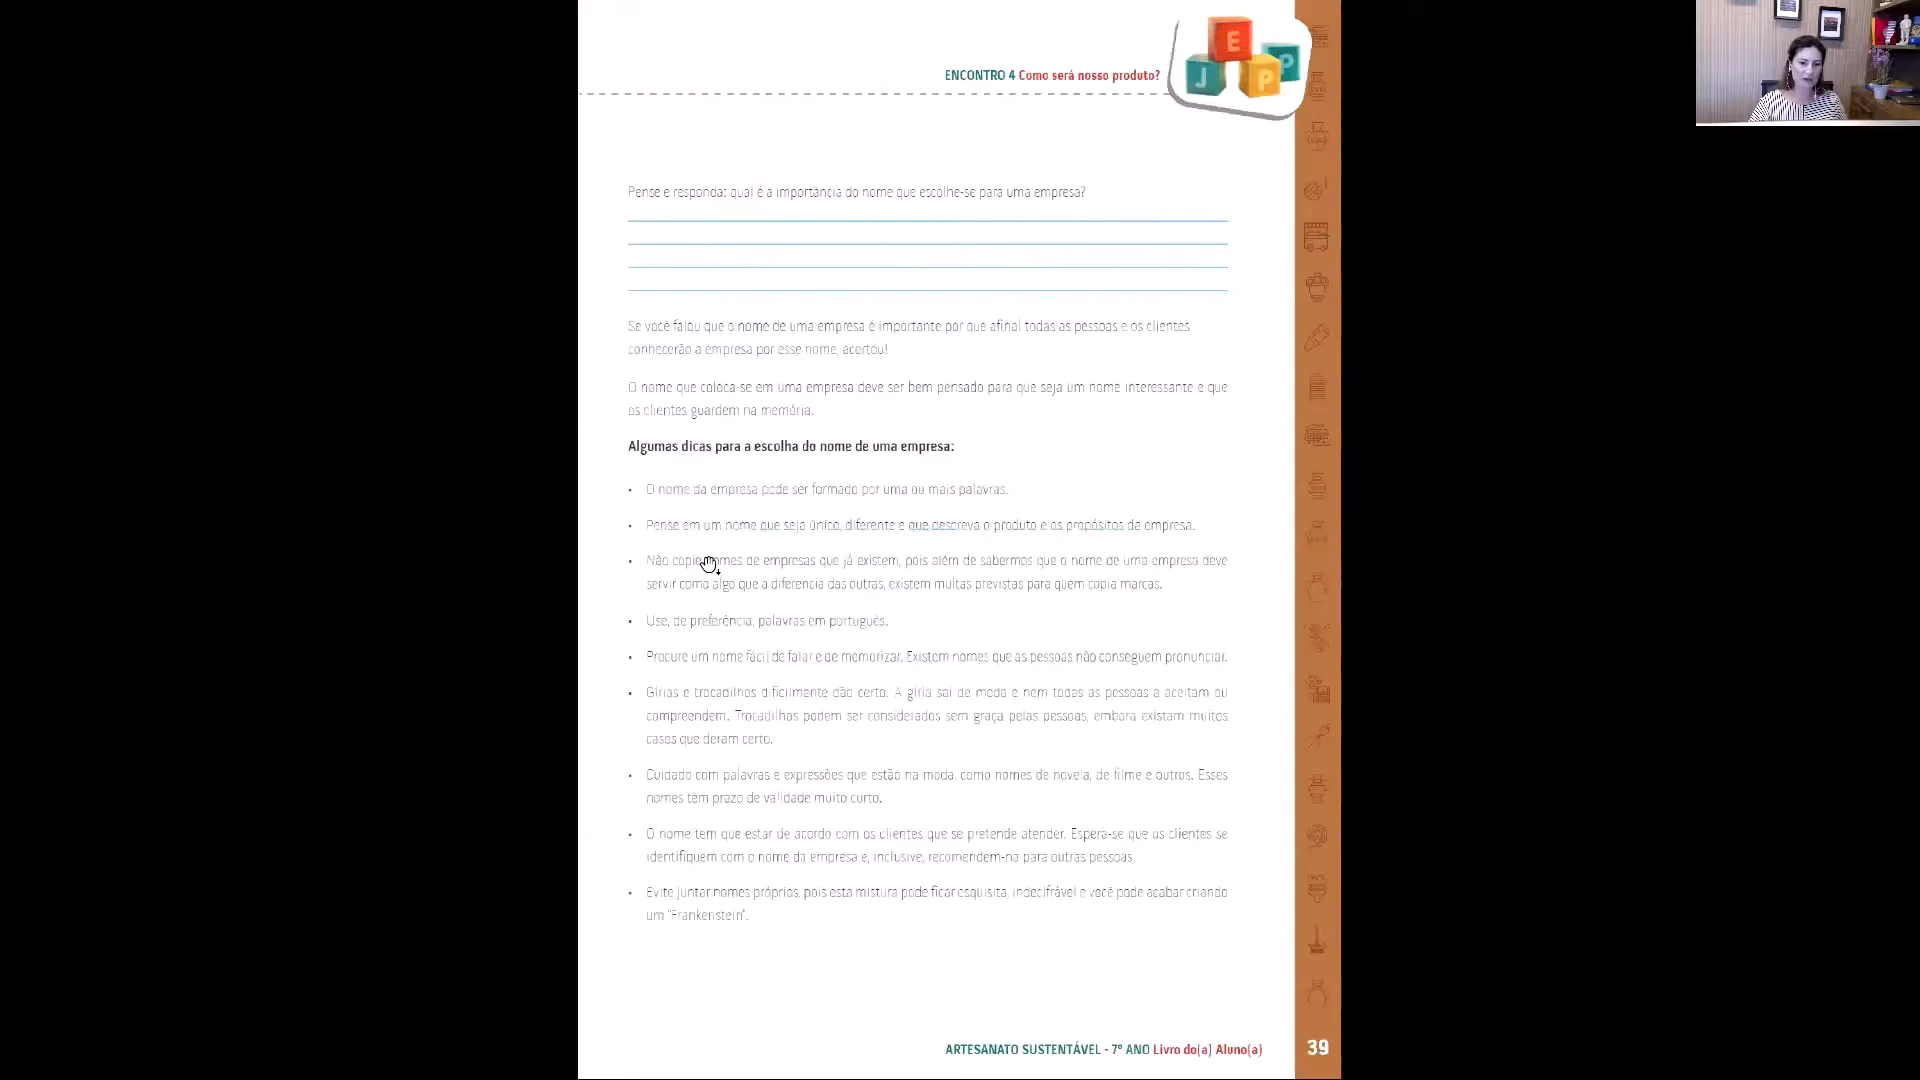 ENCONTRO 4 Como será nosso produto?
J E P P
Pense e responda: qual é a importância do nome que escolhe-se para uma empresa?
Se você falou que o nome de uma empresa é importante por que afinal todas as pessoas e os clientes
conhecerão a empresa por esse nome, acertou!
O nome que coloca-se em uma empresa deve ser bem pensado para que seja um nome interessante e que
os clientes guardem na memória.
Algumas dicas para a escolha do nome de uma empresa:
• O nome da empresa pode ser formado por uma ou mais palavras.
• Pense em um nome que seja único, diferente e que descreva o produto e os propósitos da empresa.
• Não copie nomes de empresas que já existem, pois além de sabermos que o nome de uma empresa deve
servir como algo que a diferencia das outras, existem multas previstas para quem copia marcas.
• Use, de preferência, palavras em português.
• Procure um nome fácil de falar e de memorizar. Existem nomes que as pessoas não conseguem pronunciar.
• Gírias e trocadilhos dificilmente dão certo. A gíria sai de moda e nem todas as pessoas a aceitam ou
compreendem. Trocadilhos podem ser considerados sem graça pelas pessoas, embora existam muitos
casos que deram certo.
• Cuidado com palavras e expressões que estão na moda, como nomes de novela, de filme e outros. Esses
nomes têm prazo de validade muito curto.
• O nome tem que estar de acordo com os clientes que se pretende atender. Espera-se que os clientes se
identifiquem com o nome da empresa e, inclusive, recomendem-na para outras pessoas.
• Evite juntar nomes próprios, pois esta mistura pode ficar esquisita, indecifrável e você pode acabar criando
um "Frankenstein".
ARTESANATO SUSTENTÁVEL - 7º ANO Livro do(a) Aluno(a) 39